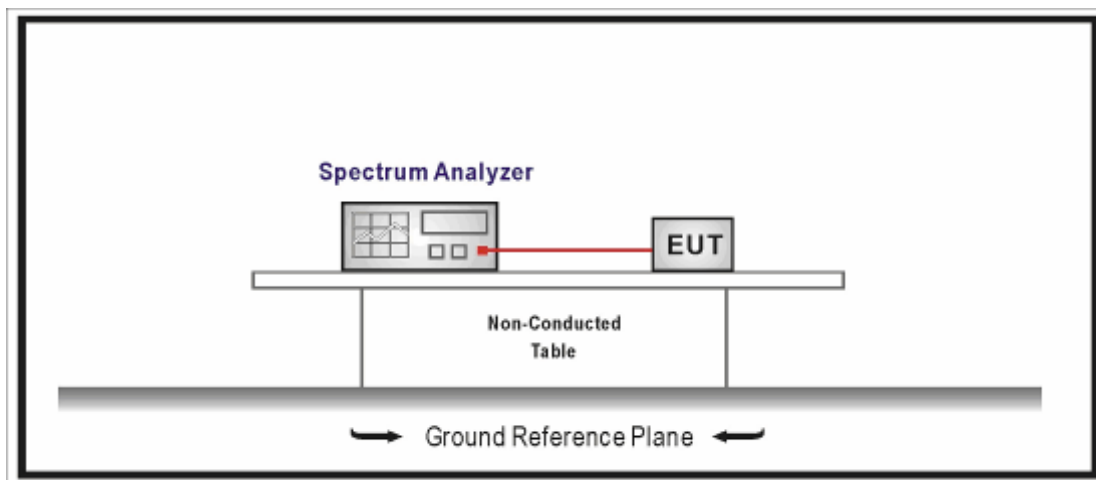 Spectrum Analyzer
EUT
Non-Conducted
Table
Ground Reference Plane